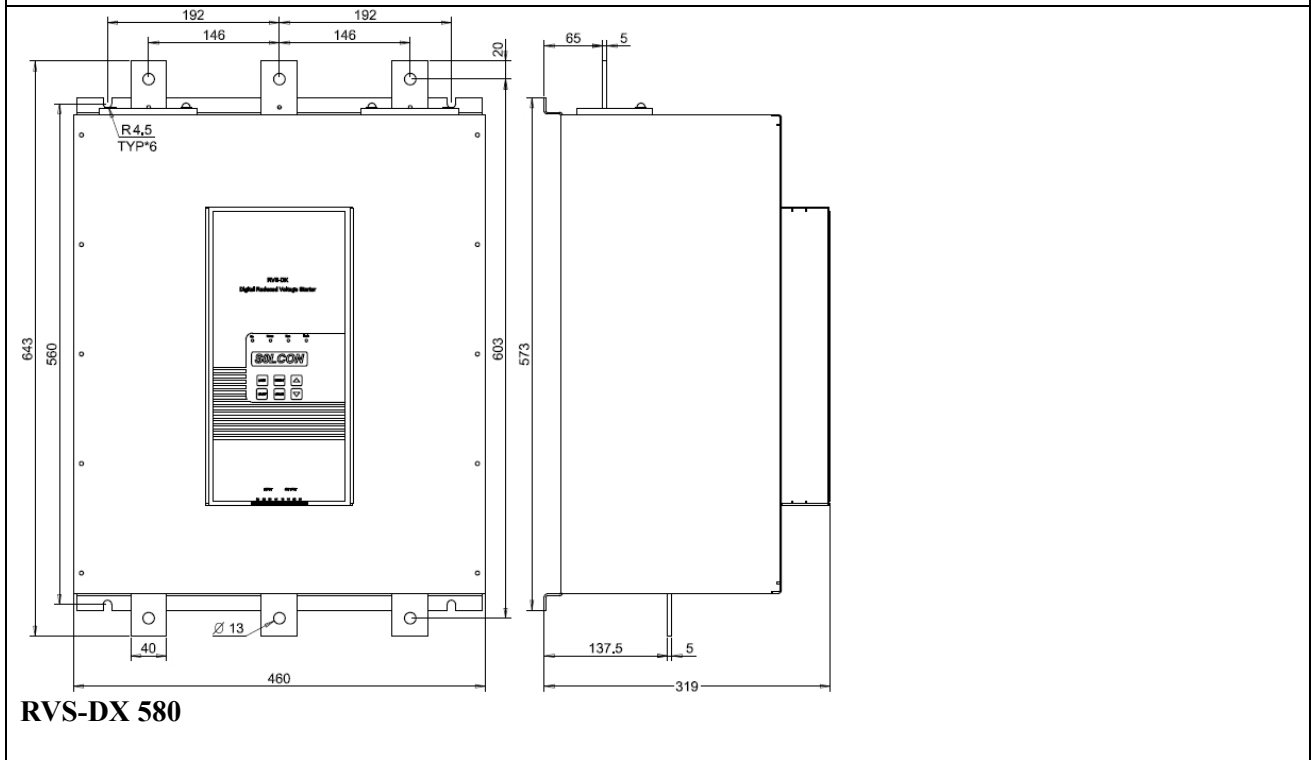 192 192
146 146
20
65 5
R4,5
TYP*6
RVS-DX
Digital Reduced Voltage Starter
SOLCON
643
560
603
573
Ø 13
40
137.5 5
460
319
RVS-DX 580